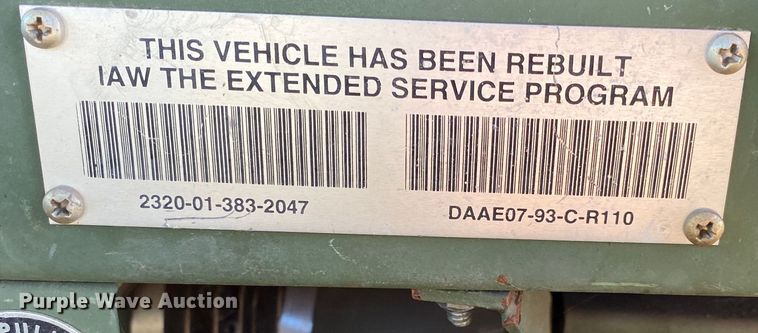 THIS VEHICLE HAS BEEN REBUILT
IAW THE EXTENDED SERVICE PROGRAM
2320-01-383-2047
DAAE07-93-C-R110
Purple Wave Auction